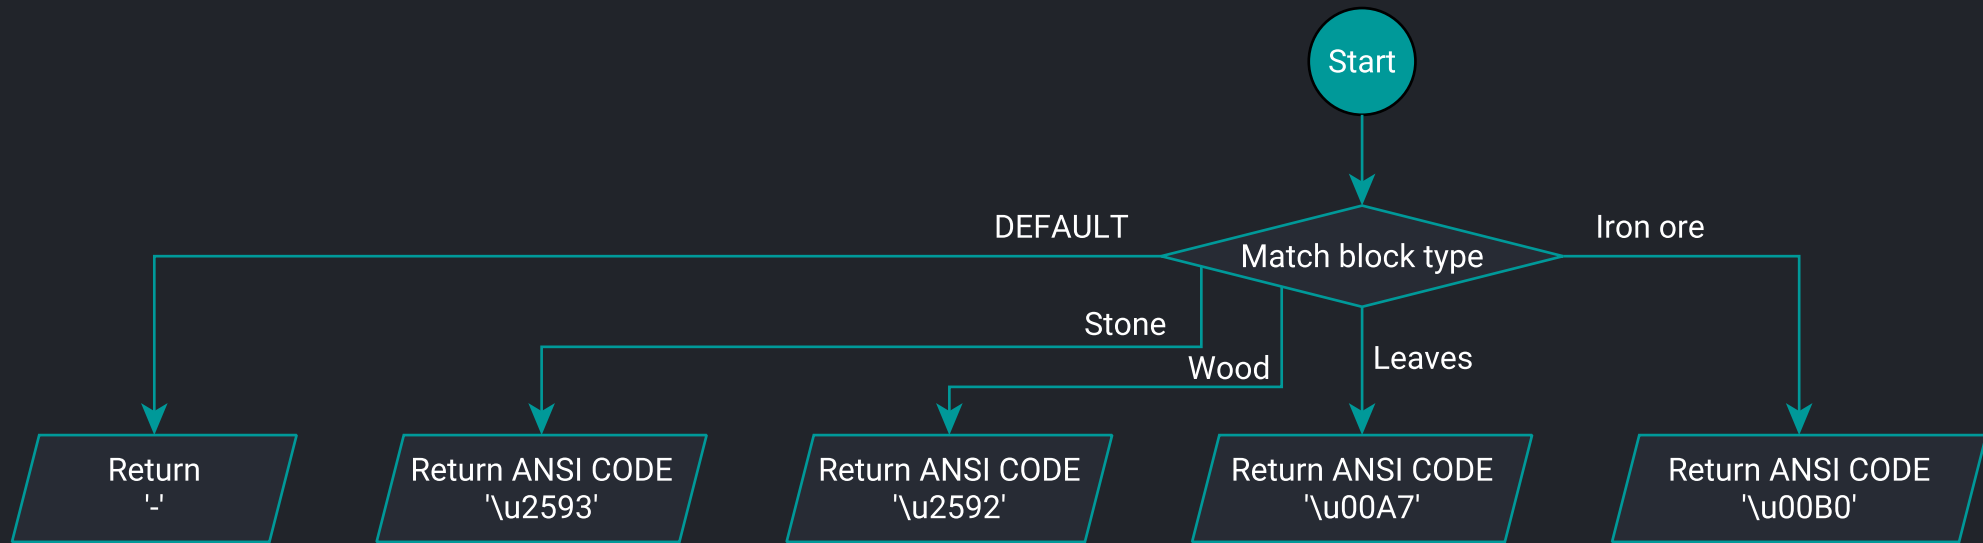 Start
DEFAULT
Match block type
Iron ore
Stone
Wood
Leaves
Return
'-'
Return ANSI CODE
'\u2593'
Return ANSI CODE
'\u2592'
Return ANSI CODE
'\u00A7'
Return ANSI CODE
'\u00B0'